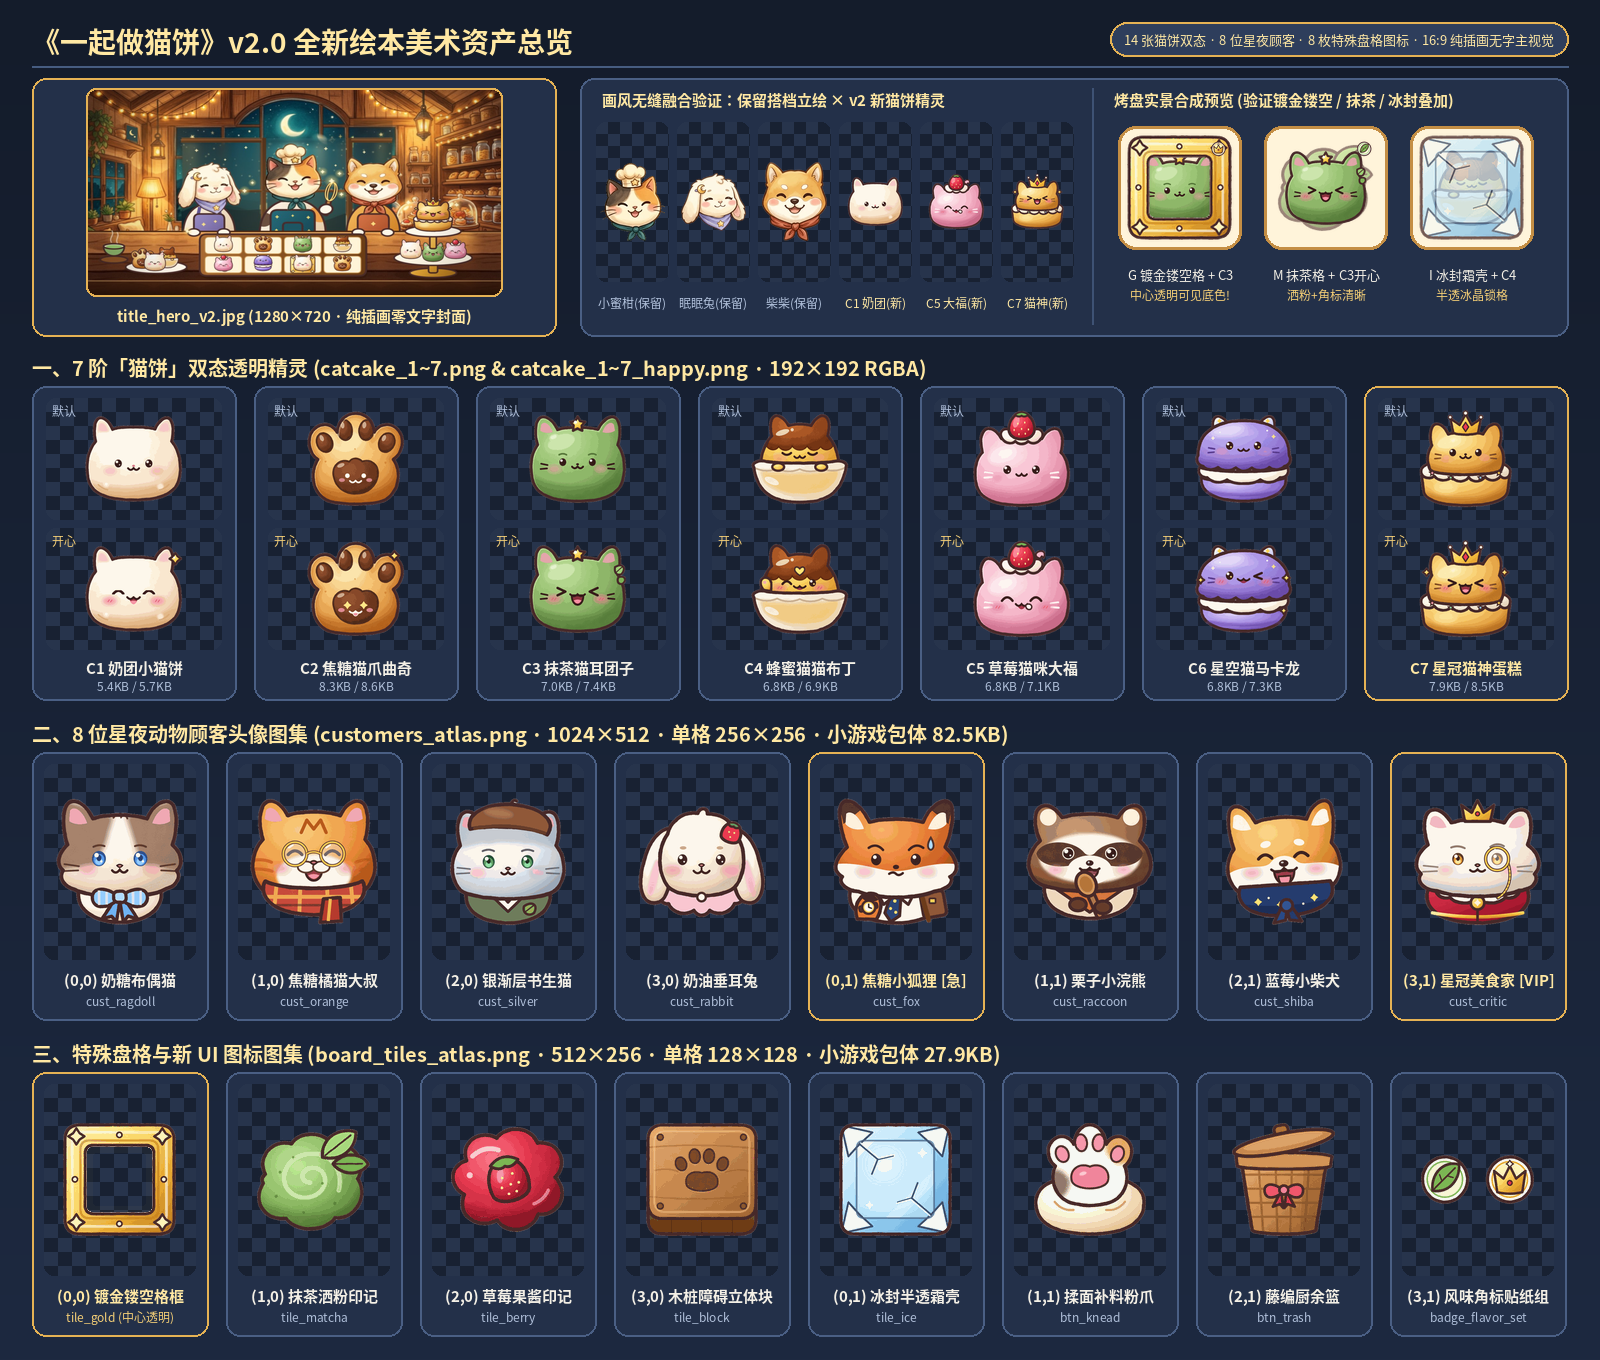 《一起做猫饼》v2.0 全新绘本美术资产总览
14 张猫饼双态 · 8 位星夜顾客 · 8 枚特殊盘格图标 · 16:9 纯插画无字主视觉
title_hero_v2.jpg (1280×720 · 纯插画零文字封面)
画风无缝融合验证：保留搭档立绘 × v2 新猫饼精灵
小蜜柑(保留)
眠眠兔(保留)
柴柴(保留)
C1 奶团(新)
C5 大福(新)
C7 猫神(新)
烤盘实景合成预览 (验证镀金镂空 / 抹茶 / 冰封叠加)
G 镀金镂空格 + C3
中心透明可见底色!
M 抹茶格 + C3开心
洒粉+角标清晰
I 冰封霜壳 + C4
半透冰晶锁格
一、7 阶「猫饼」双态透明精灵 (catcake_1~7.png & catcake_1~7_happy.png · 192×192 RGBA)
默认
开心
C1 奶团小猫饼
5.4KB / 5.7KB
默认
开心
C2 焦糖猫爪曲奇
8.3KB / 8.6KB
默认
开心
C3 抹茶猫耳团子
7.0KB / 7.4KB
默认
开心
C4 蜂蜜猫猫布丁
6.8KB / 6.9KB
默认
开心
C5 草莓猫咪大福
6.8KB / 7.1KB
默认
开心
C6 星空猫马卡龙
6.8KB / 7.3KB
默认
开心
C7 星冠猫神蛋糕
7.9KB / 8.5KB
二、8 位星夜动物顾客头像图集 (customers_atlas.png · 1024×512 · 单格 256×256 · 小游戏包体 82.5KB)
(0,0) 奶糖布偶猫
cust_ragdoll
(1,0) 焦糖橘猫大叔
cust_orange
(2,0) 银渐层书生猫
cust_silver
(3,0) 奶油垂耳兔
cust_rabbit
(0,1) 焦糖小狐狸 [急]
cust_fox
(1,1) 栗子小浣熊
cust_raccoon
(2,1) 蓝莓小柴犬
cust_shiba
(3,1) 星冠美食家 [VIP]
cust_critic
三、特殊盘格与新 UI 图标图集 (board_tiles_atlas.png · 512×256 · 单格 128×128 · 小游戏包体 27.9KB)
(0,0) 镀金镂空格框
tile_gold (中心透明)
(1,0) 抹茶洒粉印记
tile_matcha
(2,0) 草莓果酱印记
tile_berry
(3,0) 木桩障碍立体块
tile_block
(0,1) 冰封半透霜壳
tile_ice
(1,1) 揉面补料粉爪
btn_knead
(2,1) 藤编厨余篮
btn_trash
(3,1) 风味角标贴纸组
badge_flavor_set